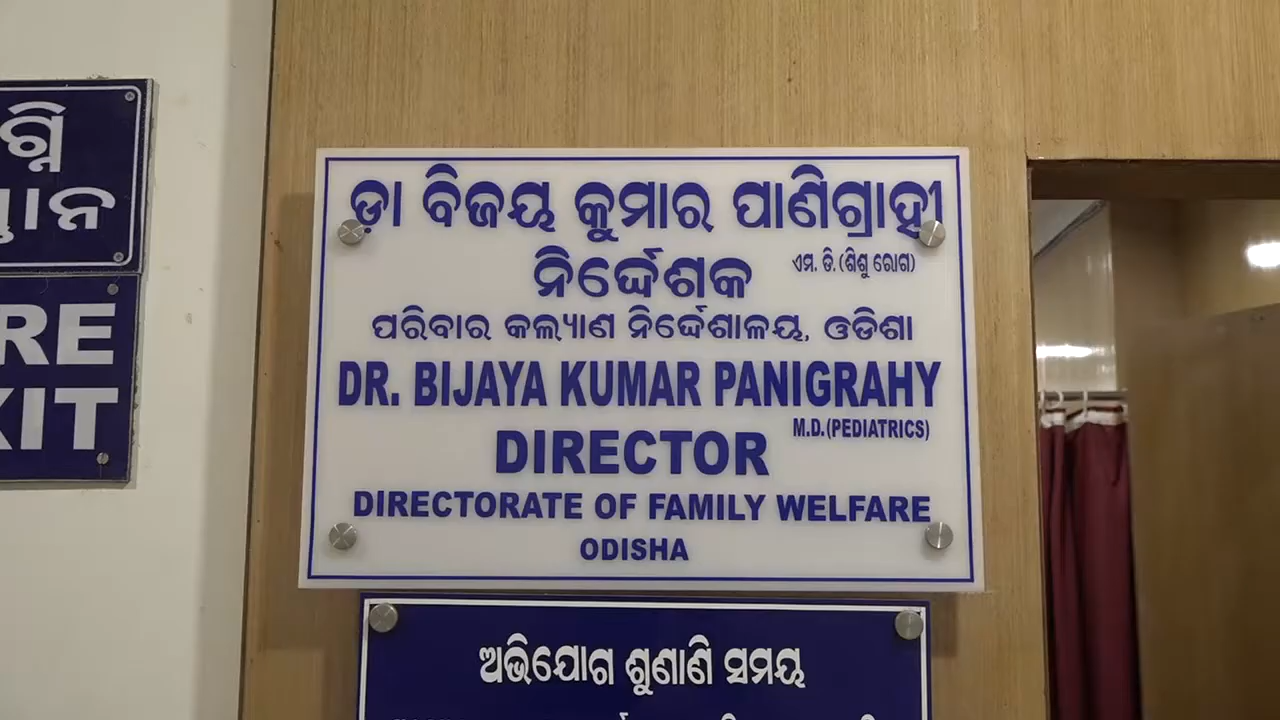 ଡ଼ା ବିଜୟ କୁମାର ପାଣିଗ୍ରାହୀ
ଏମ. ଡି. (ଶିଶୁ ରୋଗ)
ନିର୍ଦ୍ଦେଶକ
ପରିବାର କଲ୍ୟାଣ ନିର୍ଦ୍ଦେଶାଳୟ, ଓଡିଶା
DR. BIJAYA KUMAR PANIGRAHY
M.D.(PEDIATRICS)
DIRECTOR
DIRECTORATE OF FAMILY WELFARE
ODISHA
ଅଭିଯୋଗ ଶୁଣାଣି ସମୟ